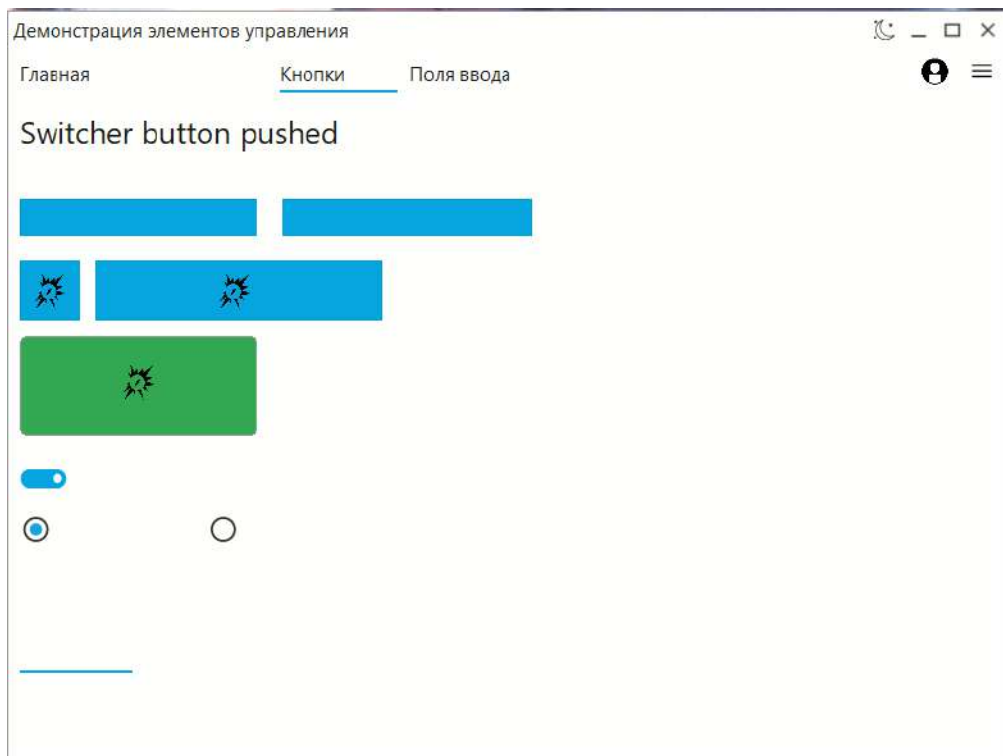 Демонстрация элементов управления
Главная Кнопки Поля ввода
Switcher button pushed